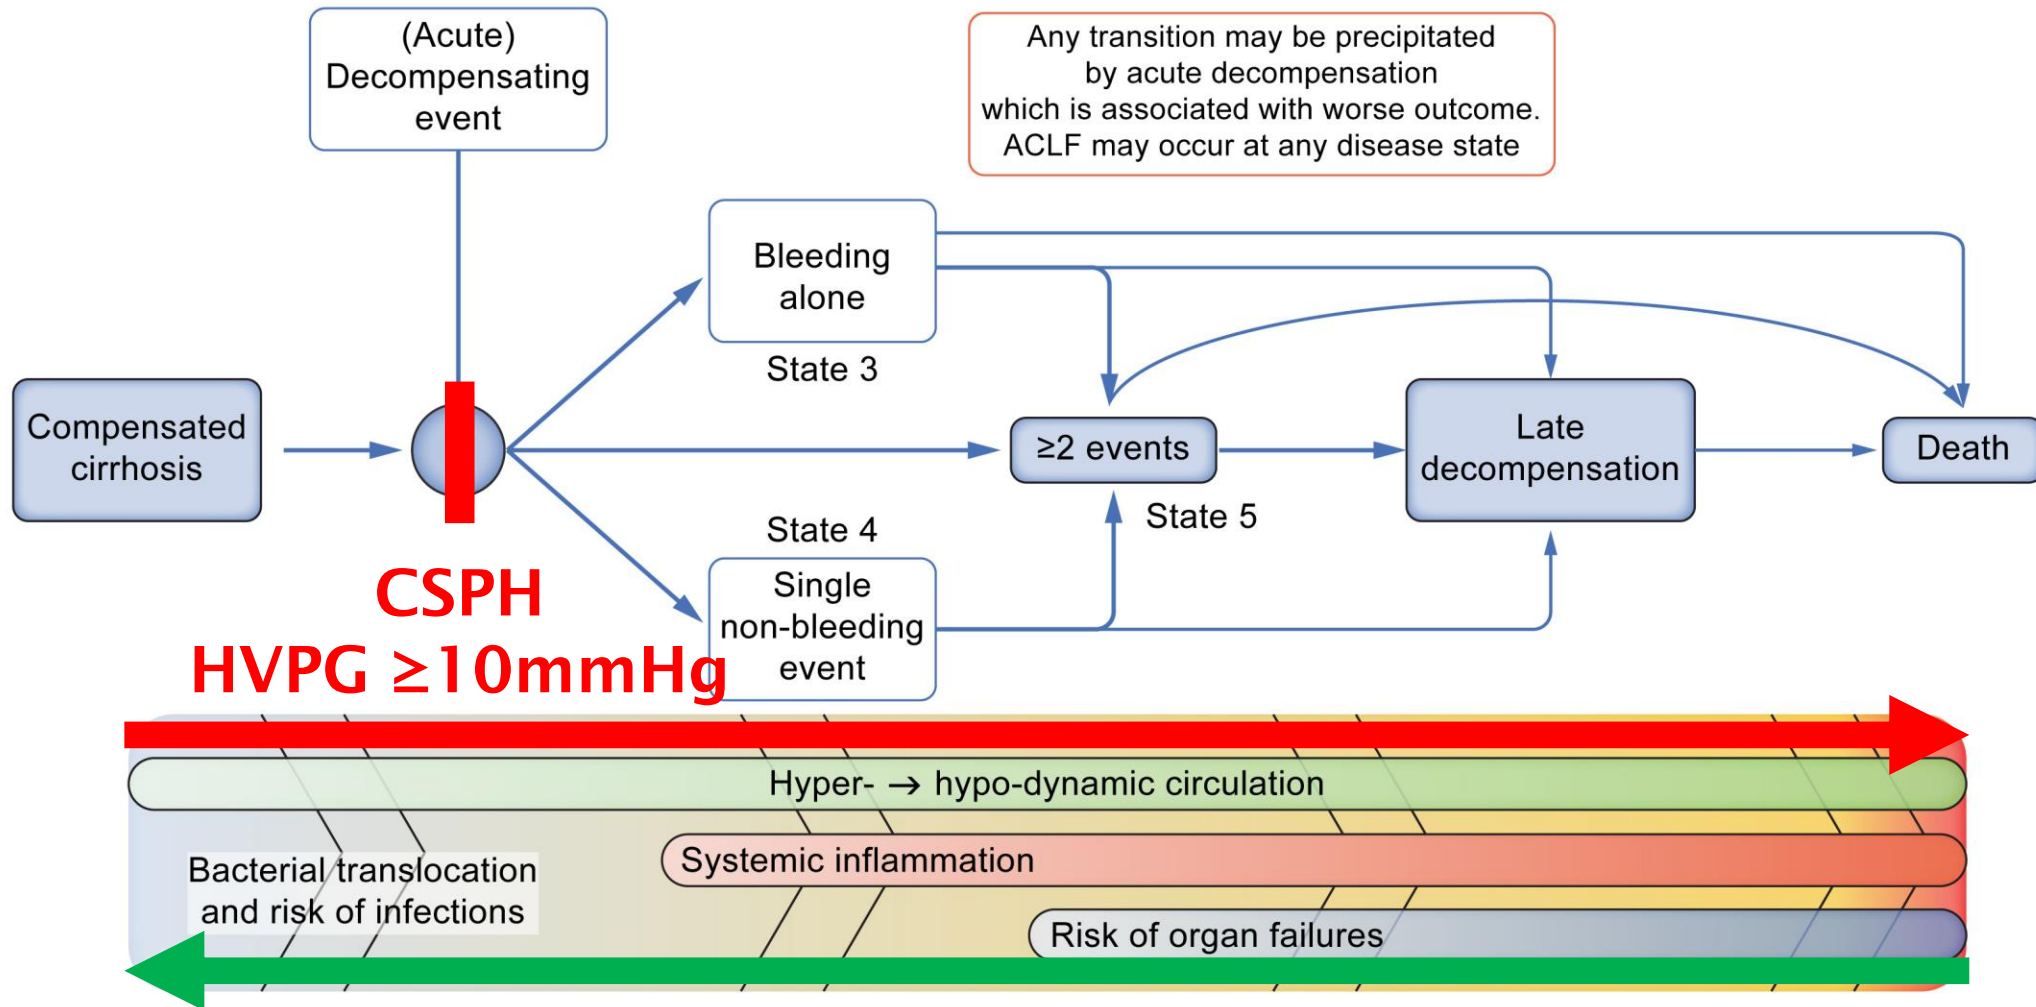 (Acute)
Decompensating
event
Any transition may be precipitated
by acute decompensation
which is associated with worse outcome.
ACLF may occur at any disease state
Bleeding
alone
State 3
Compensated
cirrhosis
≥2 events
Late
decompensation
Death
State 5
State 4
Single
non-bleeding
event
CSPH
HVPG ≥10mmHg
Hyper- → hypo-dynamic circulation
Systemic inflammation
Bacterial translocation
and risk of infections
Risk of organ failures